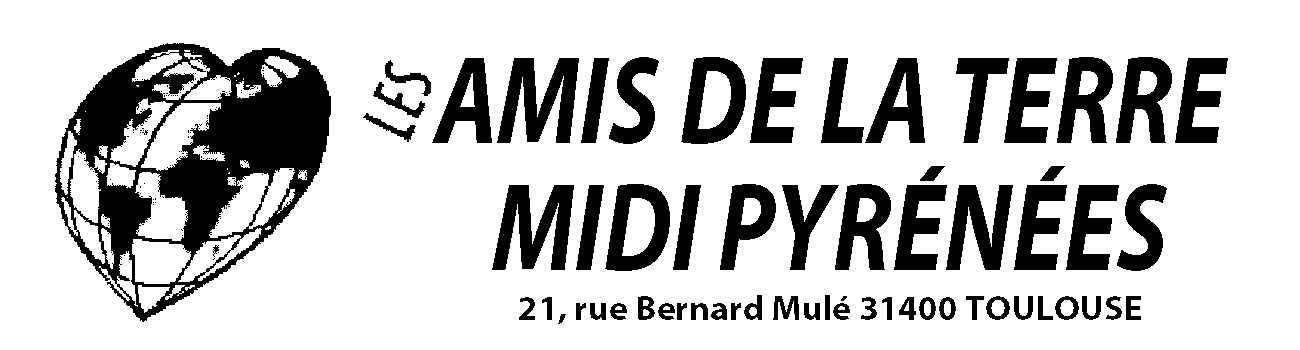 LES AMIS DE LA TERRE
MIDI PYRÉNÉES
21, rue Bernard Mulé 31400 TOULOUSE